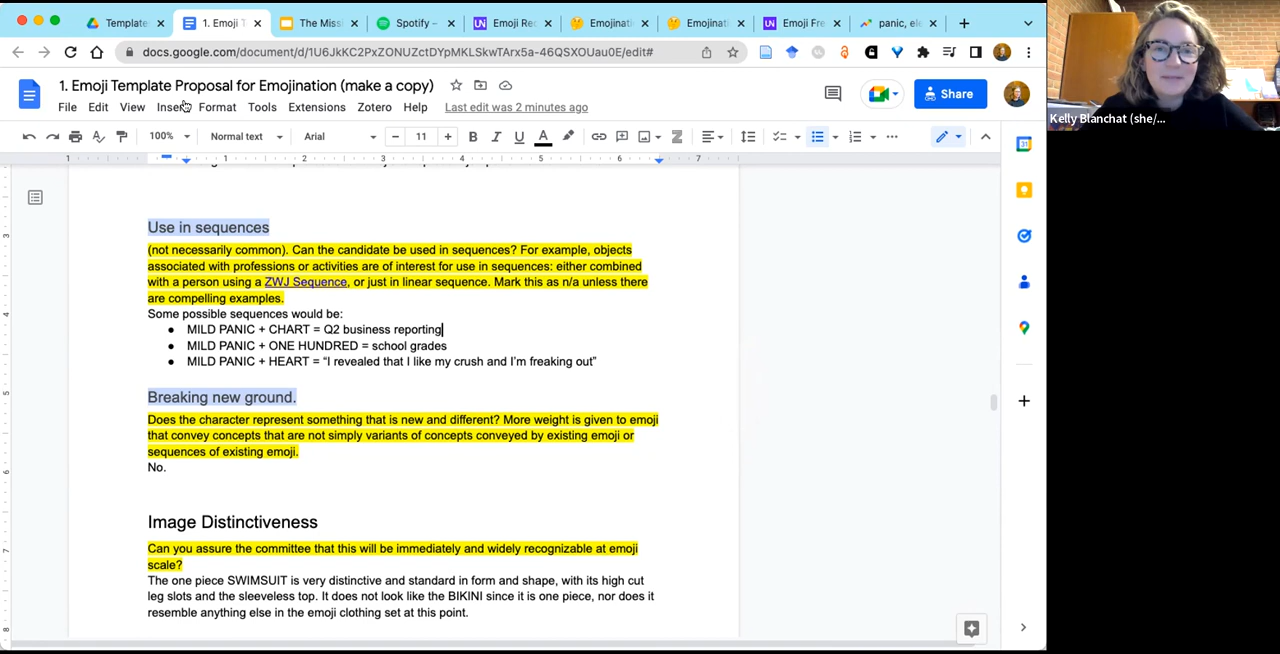 Template
1. Emoji T
The Missi
Spotify –
Emoji Re
Emojinati
Emojinati
Emoji Fre
panic, ele
docs.google.com/document/d/1U6JkKC2PxZONUZctDYpMKLSkwTArx5a-46QSXOUau0E/edit#
1. Emoji Template Proposal for Emojination (make a copy)
Share
File Edit View Insert Format Tools Extensions Zotero Help Last edit was 2 minutes ago
Kelly Blanchat (she/...
100% Normal text Arial 11
1 1 2 3 4 5 6 7
Use in sequences
(not necessarily common). Can the candidate be used in sequences? For example, objects
associated with professions or activities are of interest for use in sequences: either combined
with a person using a ZWJ Sequence, or just in linear sequence. Mark this as n/a unless there
are compelling examples.
Some possible sequences would be:
● MILD PANIC + CHART = Q2 business reporting
● MILD PANIC + ONE HUNDRED = school grades
● MILD PANIC + HEART = “I revealed that I like my crush and I’m freaking out”
Breaking new ground.
Does the character represent something that is new and different? More weight is given to emoji
that convey concepts that are not simply variants of concepts conveyed by existing emoji or
sequences of existing emoji.
No.
Image Distinctiveness
Can you assure the committee that this will be immediately and widely recognizable at emoji
scale?
The one piece SWIMSUIT is very distinctive and standard in form and shape, with its high cut
leg slots and the sleeveless top. It does not look like the BIKINI since it is one piece, nor does it
resemble anything else in the emoji clothing set at this point.